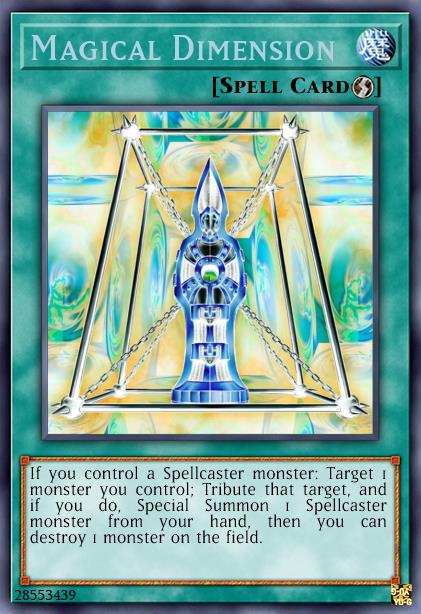 MAGICAL DIMENSION
魔
[SPELL CARD]
If you control a Spellcaster monster: Target 1
monster you control; Tribute that target, and
if you do, Special Summon 1 Spellcaster
monster from your hand, then you can
destroy 1 monster on the field.
28553439